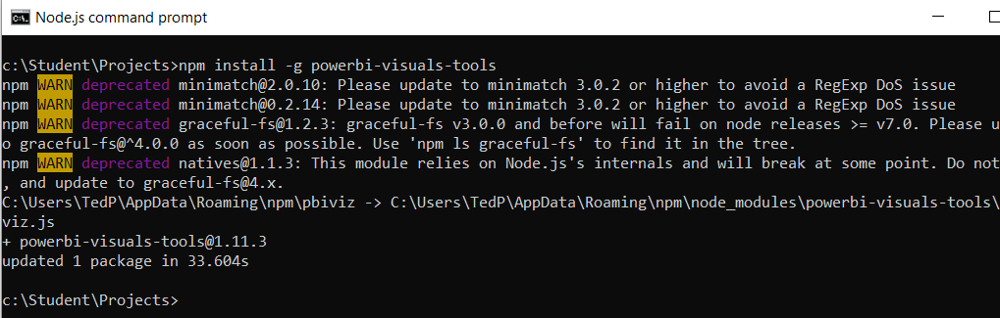 Node.js command prompt
c:\Student\Projects>npm install -g powerbi-visuals-tools
npm WARN deprecated minimatch@2.0.10: Please update to minimatch 3.0.2 or higher to avoid a RegExp DoS issue
npm WARN deprecated minimatch@0.2.14: Please update to minimatch 3.0.2 or higher to avoid a RegExp DoS issue
npm WARN deprecated graceful-fs@1.2.3: graceful-fs v3.0.0 and before will fail on node releases >= v7.0. Please u
o graceful-fs@^4.0.0 as soon as possible. Use 'npm ls graceful-fs' to find it in the tree.
npm WARN deprecated natives@1.1.3: This module relies on Node.js's internals and will break at some point. Do not
, and update to graceful-fs@4.x.
C:\Users\TedP\AppData\Roaming\npm\pbiviz -> C:\Users\TedP\AppData\Roaming\npm\node_modules\powerbi-visuals-tools\
viz.js
+ powerbi-visuals-tools@1.11.3
updated 1 package in 33.604s
c:\Student\Projects>